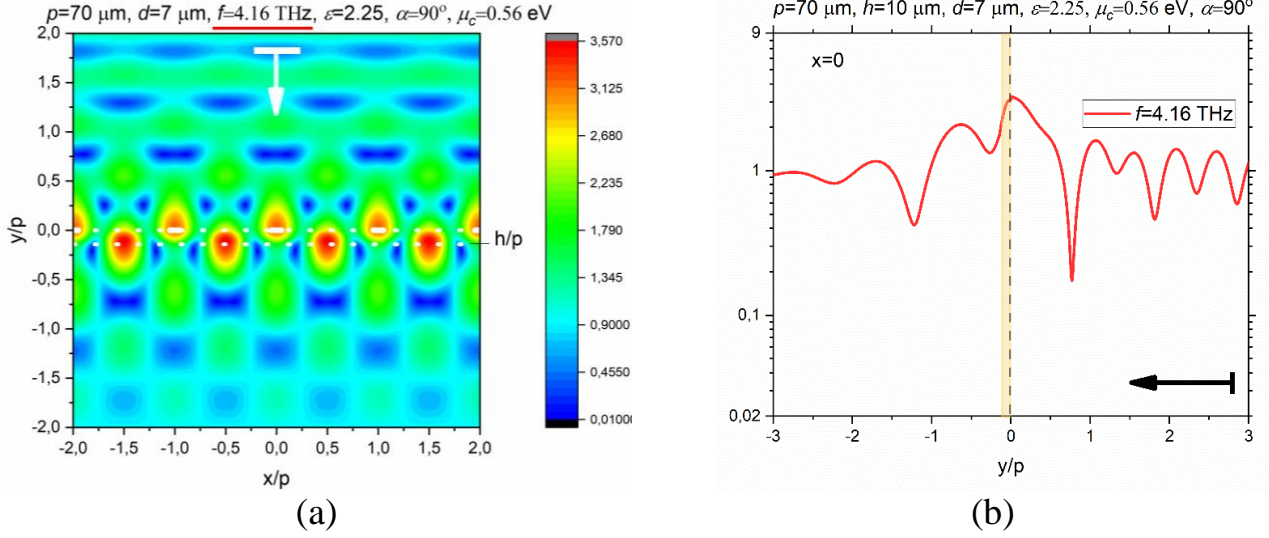 p=70 μm, d=7 μm, f=4.16 THz, ε=2.25, α=90°, μc=0.56 eV
2,0
1,5
1,0
0,5
0,0
-0,5
-1,0
-1,5
-2,0
y/p
-2,0 -1,5 -1,0 -0,5 0,0 0,5 1,0 1,5 2,0
x/p
h/p
3,570
3,125
2,680
2,235
1,790
1,345
0,9000
0,4550
0,01000
(a)
p=70 μm, h=10 μm, d=7 μm, ε=2.25, μc=0.56 eV, α=90°
9
1
0,1
0,02
x=0
f=4.16 THz
-3 -2 -1 0 1 2 3
y/p
(b)